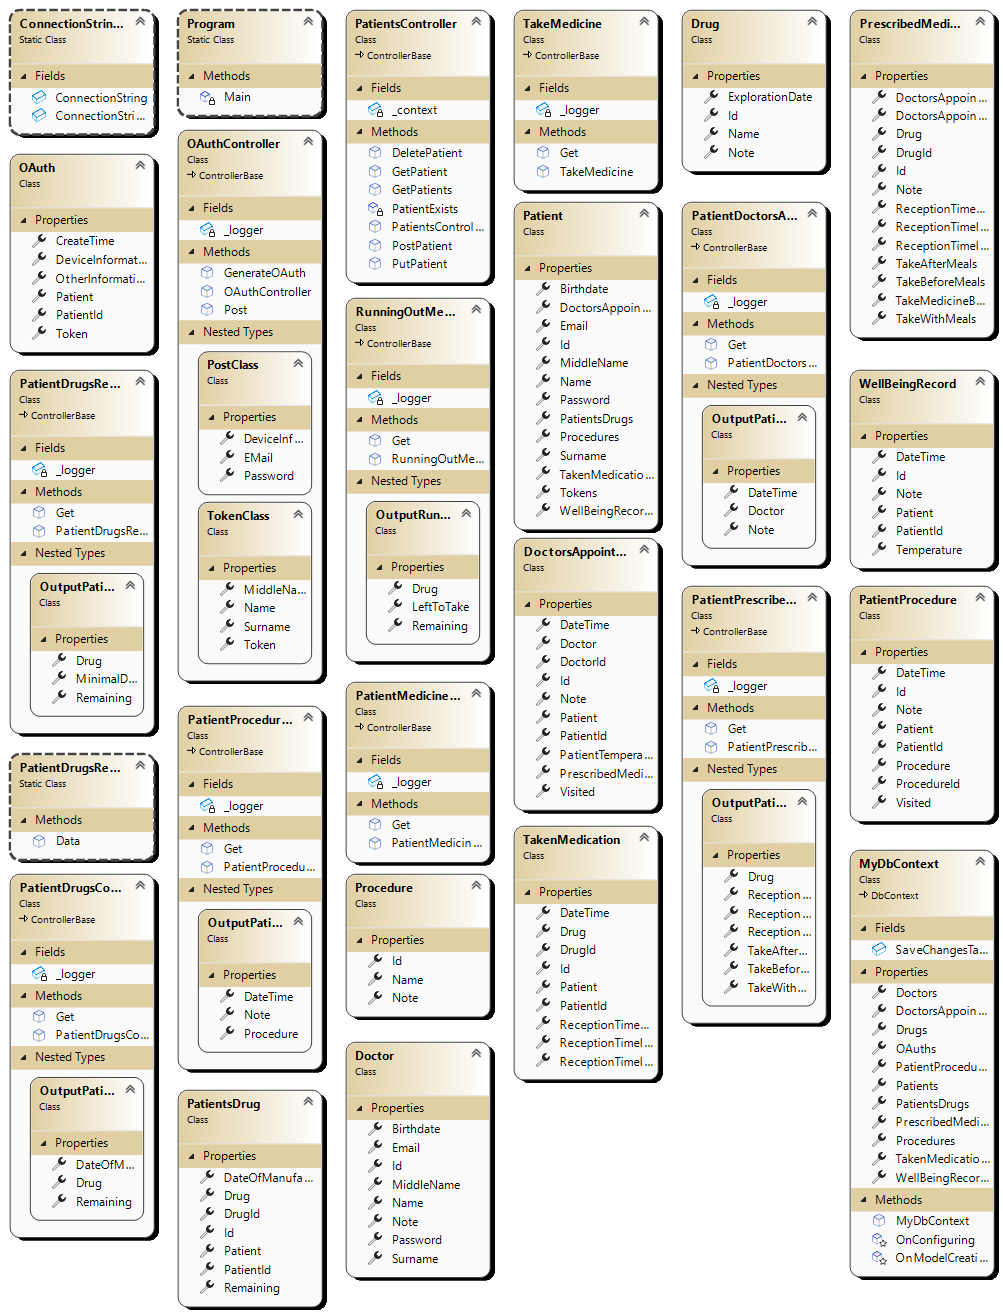 ConnectionStrin...
Static Class
Fields
ConnectionString
ConnectionStri...
OAuth
Class
Properties
CreateTime
DeviceInformat...
OtherInformati...
Patient
PatientId
Token
PatientDrugsRe...
Class
ControllerBase
Fields
_logger
Methods
Get
PatientDrugsRe...
Nested Types
OutputPati...
Class
Properties
Drug
MinimalD...
Remaining
PatientDrugsRe...
Static Class
Methods
Data
PatientDrugsCo...
Class
ControllerBase
Fields
_logger
Methods
Get
PatientDrugsCo...
Nested Types
OutputPati...
Class
Properties
DateOfM...
Drug
Remaining
Program
Static Class
Methods
Main
OAuthController
Class
ControllerBase
Fields
_logger
Methods
GenerateOAuth
OAuthController
Post
Nested Types
PostClass
Class
Properties
DeviceInf...
EMail
Password
TokenClass
Class
Properties
MiddleNa...
Name
Surname
Token
PatientProcedur...
Class
ControllerBase
Fields
_logger
Methods
Get
PatientProcedu...
Nested Types
OutputPati...
Class
Properties
DateTime
Note
Procedure
PatientsDrug
Class
Properties
DateOfManufa...
Drug
DrugId
Id
Patient
PatientId
Remaining
PatientsController
Class
ControllerBase
Fields
_context
Methods
DeletePatient
GetPatient
GetPatients
PatientExists
PatientsControl...
PostPatient
PutPatient
RunningOutMe...
Class
ControllerBase
Fields
_logger
Methods
Get
RunningOutMe...
Nested Types
OutputRun...
Class
Properties
Drug
LeftToTake
Remaining
PatientMedicine...
Class
ControllerBase
Fields
_logger
Methods
Get
PatientMedicin...
Procedure
Class
Properties
Id
Name
Note
Doctor
Class
Properties
Birthdate
Email
Id
MiddleName
Name
Note
Password
Surname
TakeMedicine
Class
ControllerBase
Fields
_logger
Methods
Get
TakeMedicine
Patient
Class
Properties
Birthdate
DoctorsAppoin...
Email
Id
MiddleName
Name
Password
PatientsDrugs
Procedures
Surname
TakenMedicatio...
Tokens
WellBeingRecor...
DoctorsAppoint...
Class
Properties
DateTime
Doctor
DoctorId
Id
Note
Patient
PatientId
PatientTempera...
PrescribedMedi...
Visited
TakenMedication
Class
Properties
DateTime
Drug
DrugId
Id
Patient
PatientId
ReceptionTime...
ReceptionTimeI...
ReceptionTimeI...
Drug
Class
Properties
ExplorationDate
Id
Name
Note
PatientDoctorsA...
Class
ControllerBase
Fields
_logger
Methods
Get
PatientDoctors...
Nested Types
OutputPati...
Class
Properties
DateTime
Doctor
Note
PatientPrescribe...
Class
ControllerBase
Fields
_logger
Methods
Get
PatientPrescrib...
Nested Types
OutputPati...
Class
Properties
Drug
Reception...
Reception...
Reception...
TakeAfter...
TakeBefor...
TakeWith...
PrescribedMedi...
Class
Properties
DoctorsAppoin...
DoctorsAppoin...
Drug
DrugId
Id
Note
ReceptionTime...
ReceptionTimeI...
ReceptionTimeI...
TakeAfterMeals
TakeBeforeMeals
TakeMedicineB...
TakeWithMeals
WellBeingRecord
Class
Properties
DateTime
Id
Note
Patient
PatientId
Temperature
PatientProcedure
Class
Properties
DateTime
Id
Note
Patient
PatientId
Procedure
ProcedureId
Visited
MyDbContext
Class
DbContext
Fields
SaveChangesTa...
Properties
Doctors
DoctorsAppoin...
Drugs
OAuths
PatientProcedu...
Patients
PatientsDrugs
PrescribedMedi...
Procedures
TakenMedicatio...
WellBeingRecor...
Methods
MyDbContext
OnConfiguring
OnModelCreati...